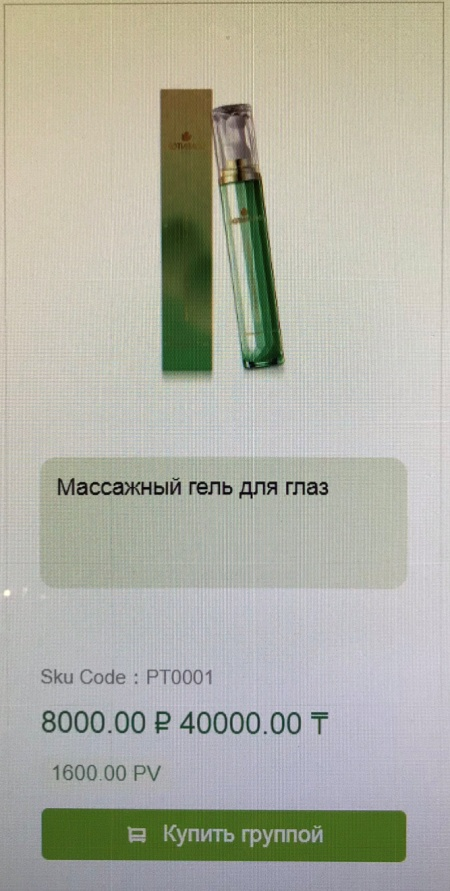 Массажный гель для глаз
Sku Code : PT0001
8000.00 ₽ 40000.00 ₸
1600.00 PV
Купить группой